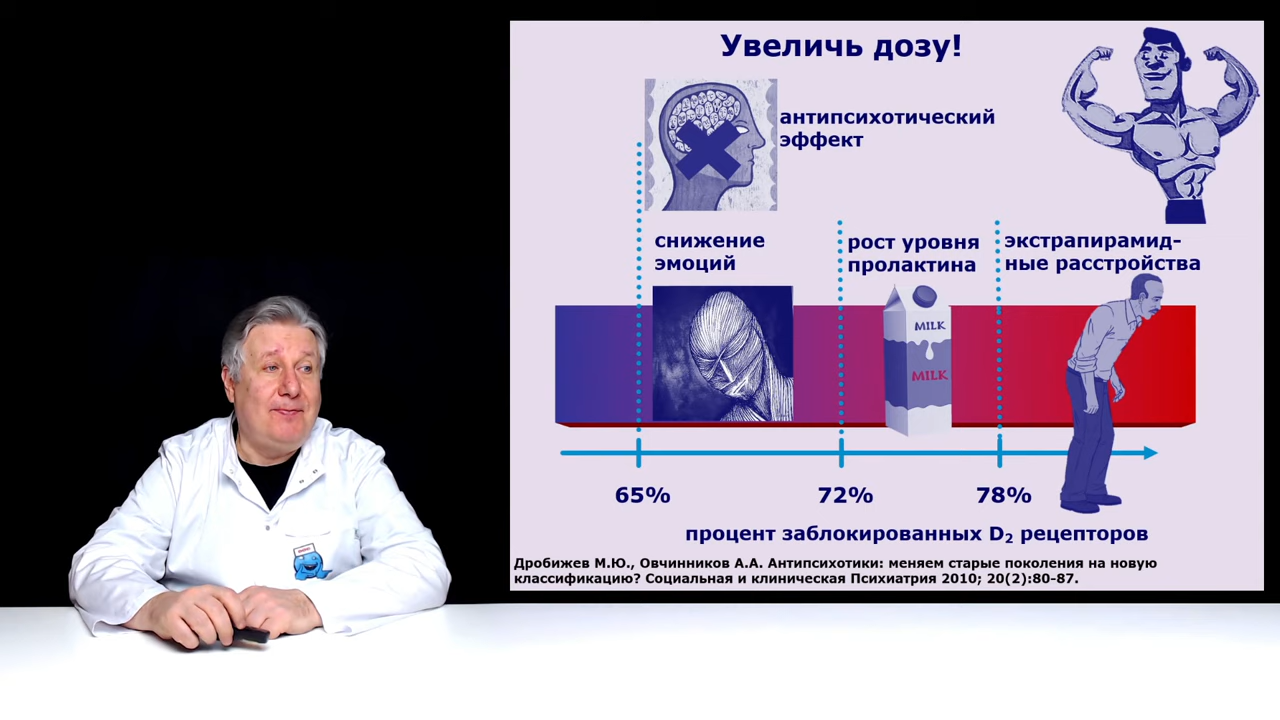 Увеличь дозу!
антипсихотический
эффект
снижение
эмоций
рост уровня
пролактина
экстрапирамид-
ные расстройства
MILK
MILK
65%
72%
78%
процент заблокированных D₂ рецепторов
Дробижев М.Ю., Овчинников А.А. Антипсихотики: меняем старые поколения на новую
классификацию? Социальная и клиническая Психиатрия 2010; 20(2):80-87.